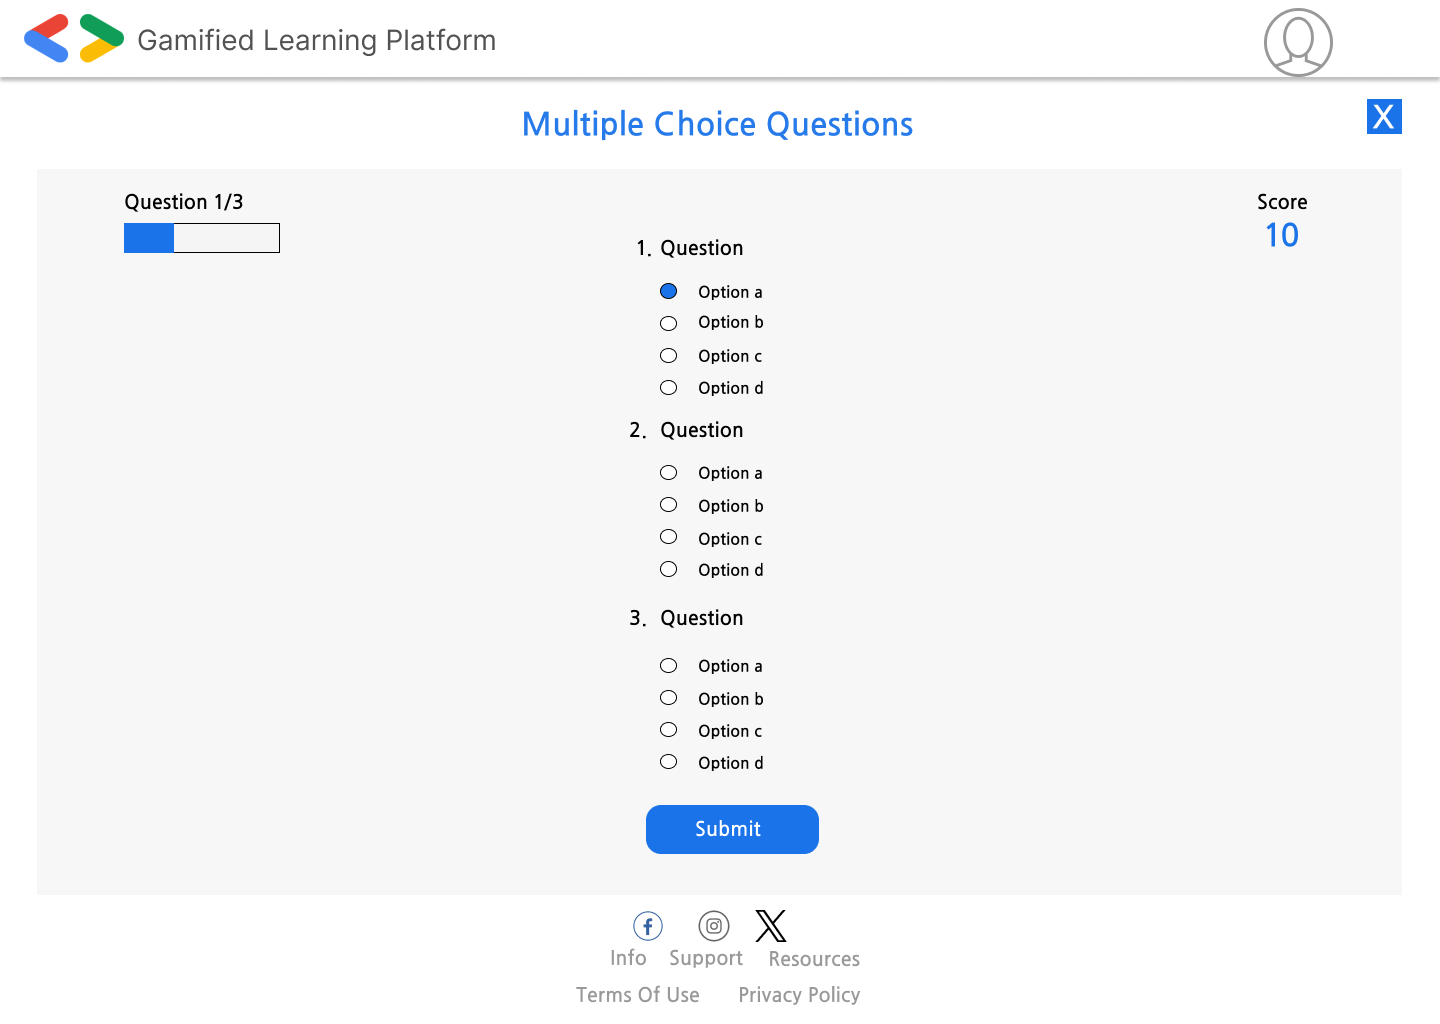 Gamified Learning Platform
Multiple Choice Questions
X
Question 1/3
Score
10
1. Question
Option a
Option b
Option c
Option d
2. Question
Option a
Option b
Option c
Option d
3. Question
Option a
Option b
Option c
Option d
Submit
Info Support Resources
Terms Of Use Privacy Policy